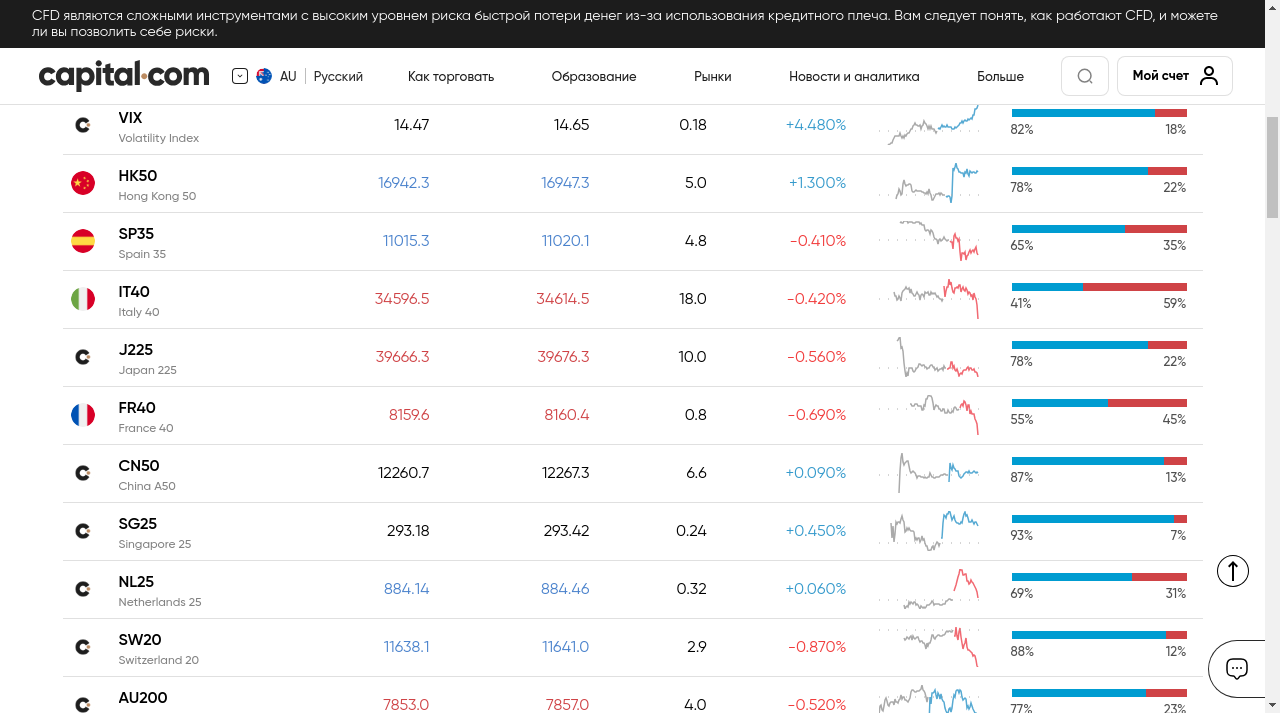 CFD являются сложными инструментами с высоким уровнем риска быстрой потери денег из-за использования кредитного плеча. Вам следует понять, как работают CFD, и можете
ли вы позволить себе риски.
capital.com AU Русский Как торговать Образование Рынки Новости и аналитика Больше Мой счет
VIX 14.47 14.65 0.18 +4.480%
Volatility Index 82% 18%
HK50 16942.3 16947.3 5.0 +1.300%
Hong Kong 50 78% 22%
SP35 11015.3 11020.1 4.8 -0.410%
Spain 35 65% 35%
IT40 34596.5 34614.5 18.0 -0.420%
Italy 40 41% 59%
J225 39666.3 39676.3 10.0 -0.560%
Japan 225 78% 22%
FR40 8159.6 8160.4 0.8 -0.690%
France 40 55% 45%
CN50 12260.7 12267.3 6.6 +0.090%
China A50 87% 13%
SG25 293.18 293.42 0.24 +0.450%
Singapore 25 93% 7%
NL25 884.14 884.46 0.32 +0.060%
Netherlands 25 69% 31%
SW20 11638.1 11641.0 2.9 -0.870%
Switzerland 20 88% 12%
AU200 7853.0 7857.0 4.0 -0.520%
77% 23%